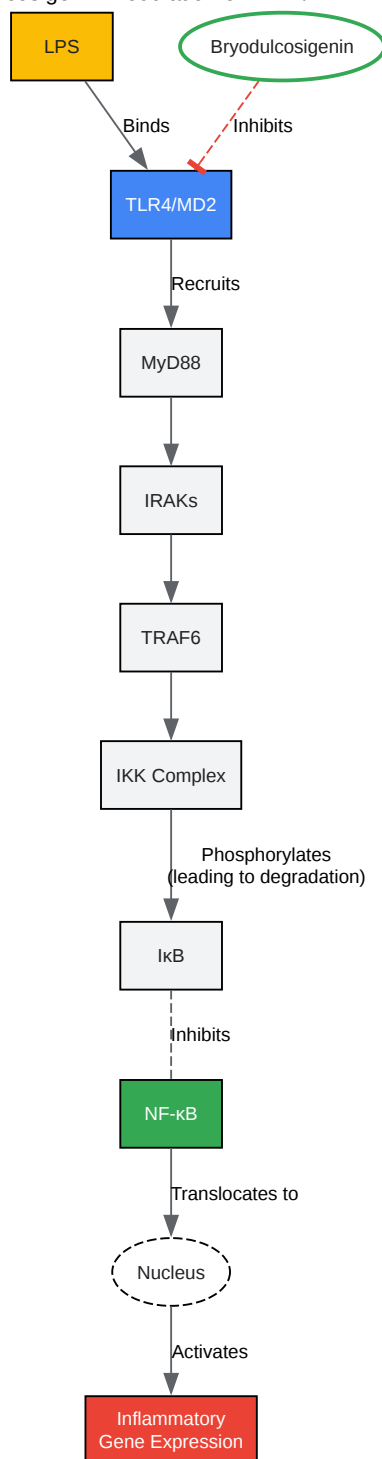 LPS
Bryodulcosigenin
Binds
Inhibits
TLR4/MD2
Recruits
MyD88
IRAKs
TRAF6
IKK Complex
Phosphorylates
(leading to degradation)
IκB
Inhibits
NF-κB
Translocates to
Nucleus
Activates
Inflammatory
Gene Expression